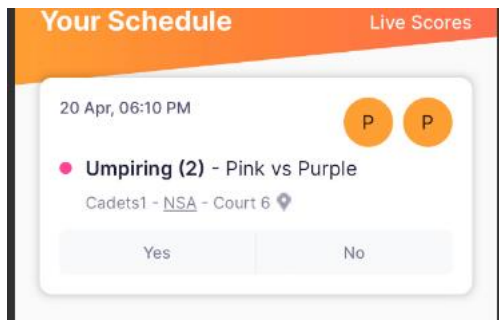 Your Schedule
Live Scores
20 Apr, 06:10 PM
P P
Umpiring (2) - Pink vs Purple
Cadets1 - NSA - Court 6
Yes
No